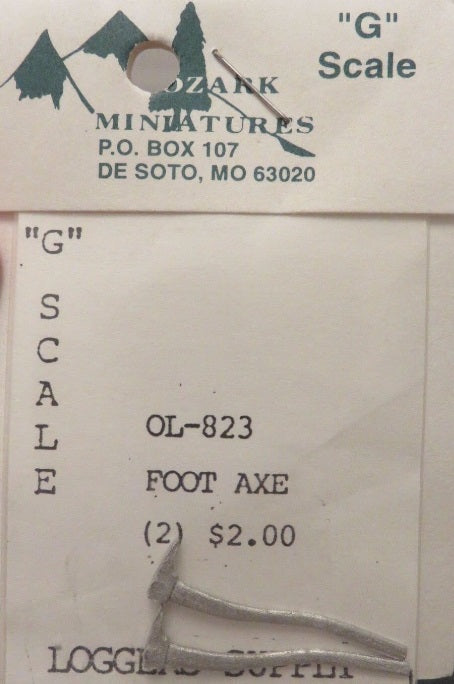 "G"
Scale
OZARK
MINIATURES
P.O. BOX 107
DE SOTO, MO 63020
"G"
S
C
A
L
E
OL-823
FOOT AXE
(2) $2.00